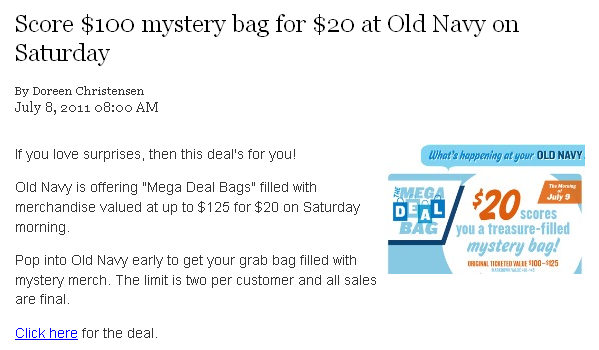 Score $100 mystery bag for $20 at Old Navy on
Saturday
By Doreen Christensen
July 8, 2011 08:00 AM
If you love surprises, then this deal's for you!
Old Navy is offering "Mega Deal Bags" filled with
merchandise valued at up to $125 for $20 on Saturday
morning.
Pop into Old Navy early to get your grab bag filled with
mystery merch. The limit is two per customer and all sales
are final.
Click here for the deal.
What's happening at your OLD NAVY
THE MEGA
DEAL
BAG
The Morning
of
July 9
$20 scores
you a treasure-filled
mystery bag!
ORIGINAL TICKETED VALUE $100-$125